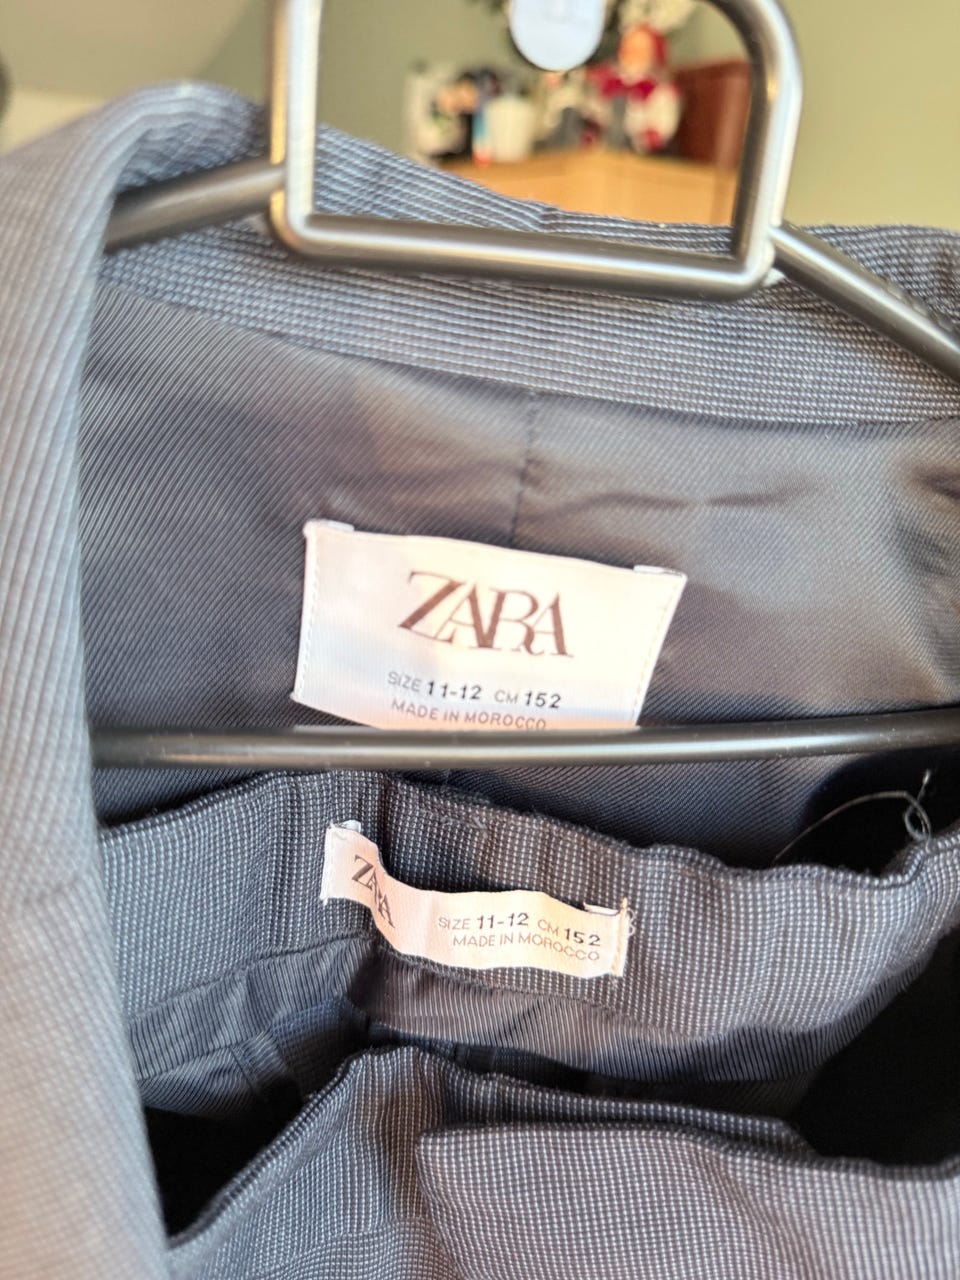 ZARA
SIZE 11-12 CM 152
MADE IN MOROCCO
ZARA
SIZE 11-12 CM 152
MADE IN MOROCCO